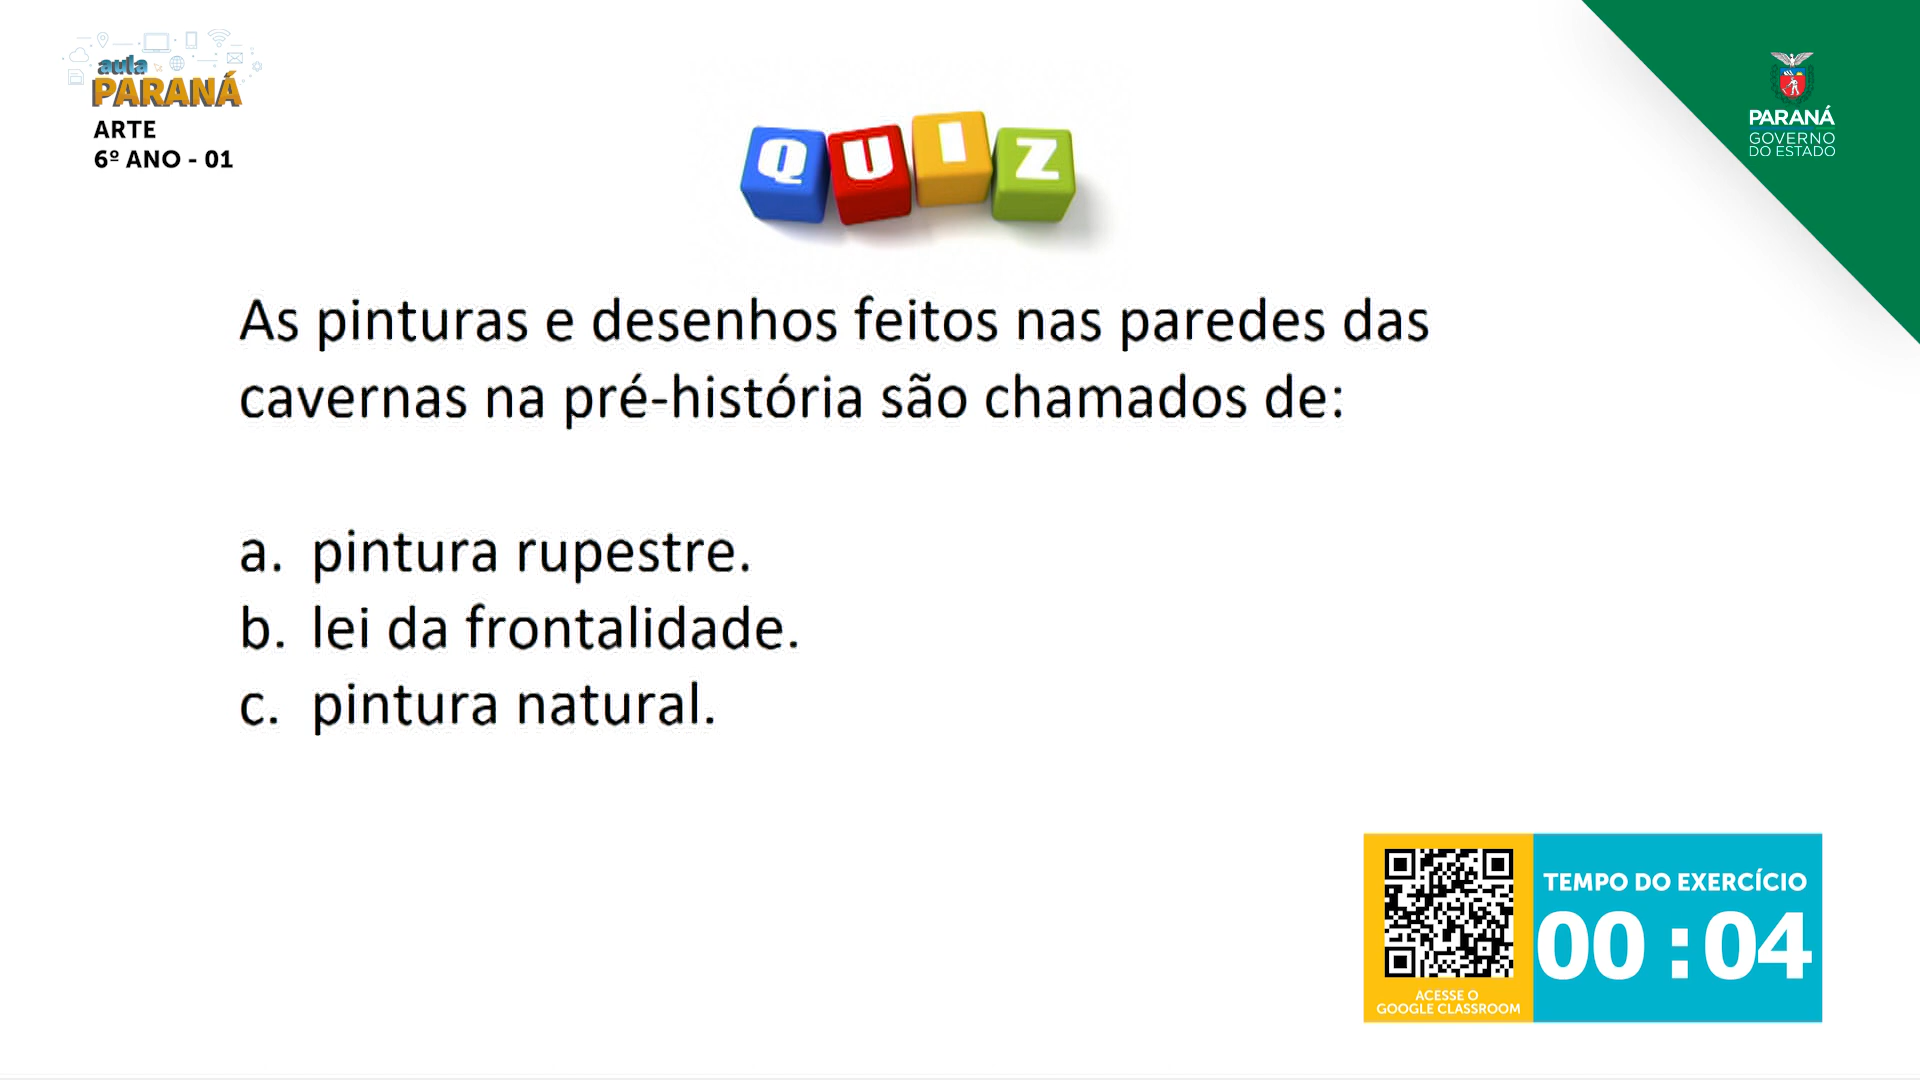 aula
PARANÁ
ARTE
6º ANO - 01
QUIZ
PARANÁ
GOVERNO
DO ESTADO
As pinturas e desenhos feitos nas paredes das
cavernas na pré-história são chamados de:
a. pintura rupestre.
b. lei da frontalidade.
c. pintura natural.
TEMPO DO EXERCÍCIO
00 : 04
ACESSE O
GOOGLE CLASSROOM